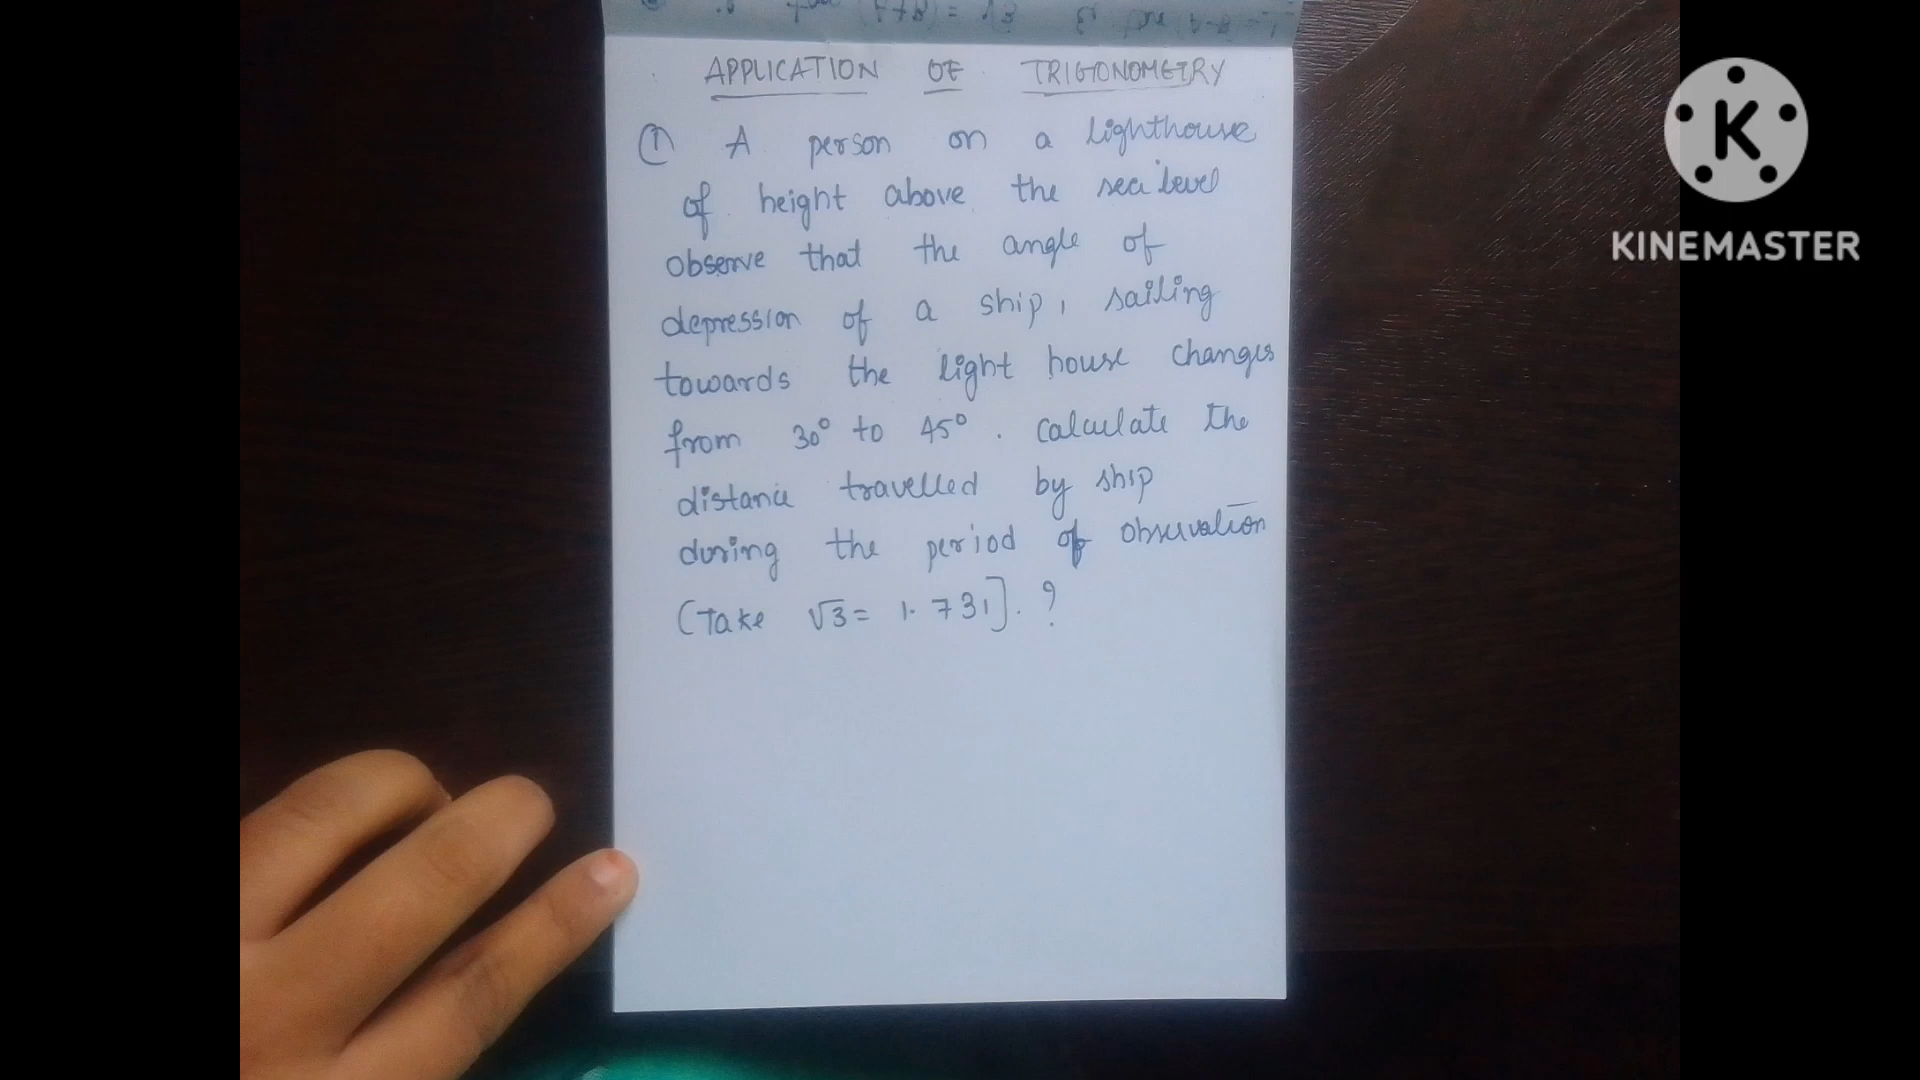 APPLICATION OF TRIGONOMETRY
① A person on a lighthouse
of height above the sea level
observe that the angle of
depression of a ship, sailing
towards the light house changes
from 30° to 45°. calculate the
distance travelled by ship
during the period of observation
(Take √3 = 1.731]. ?
K
KINEMASTER